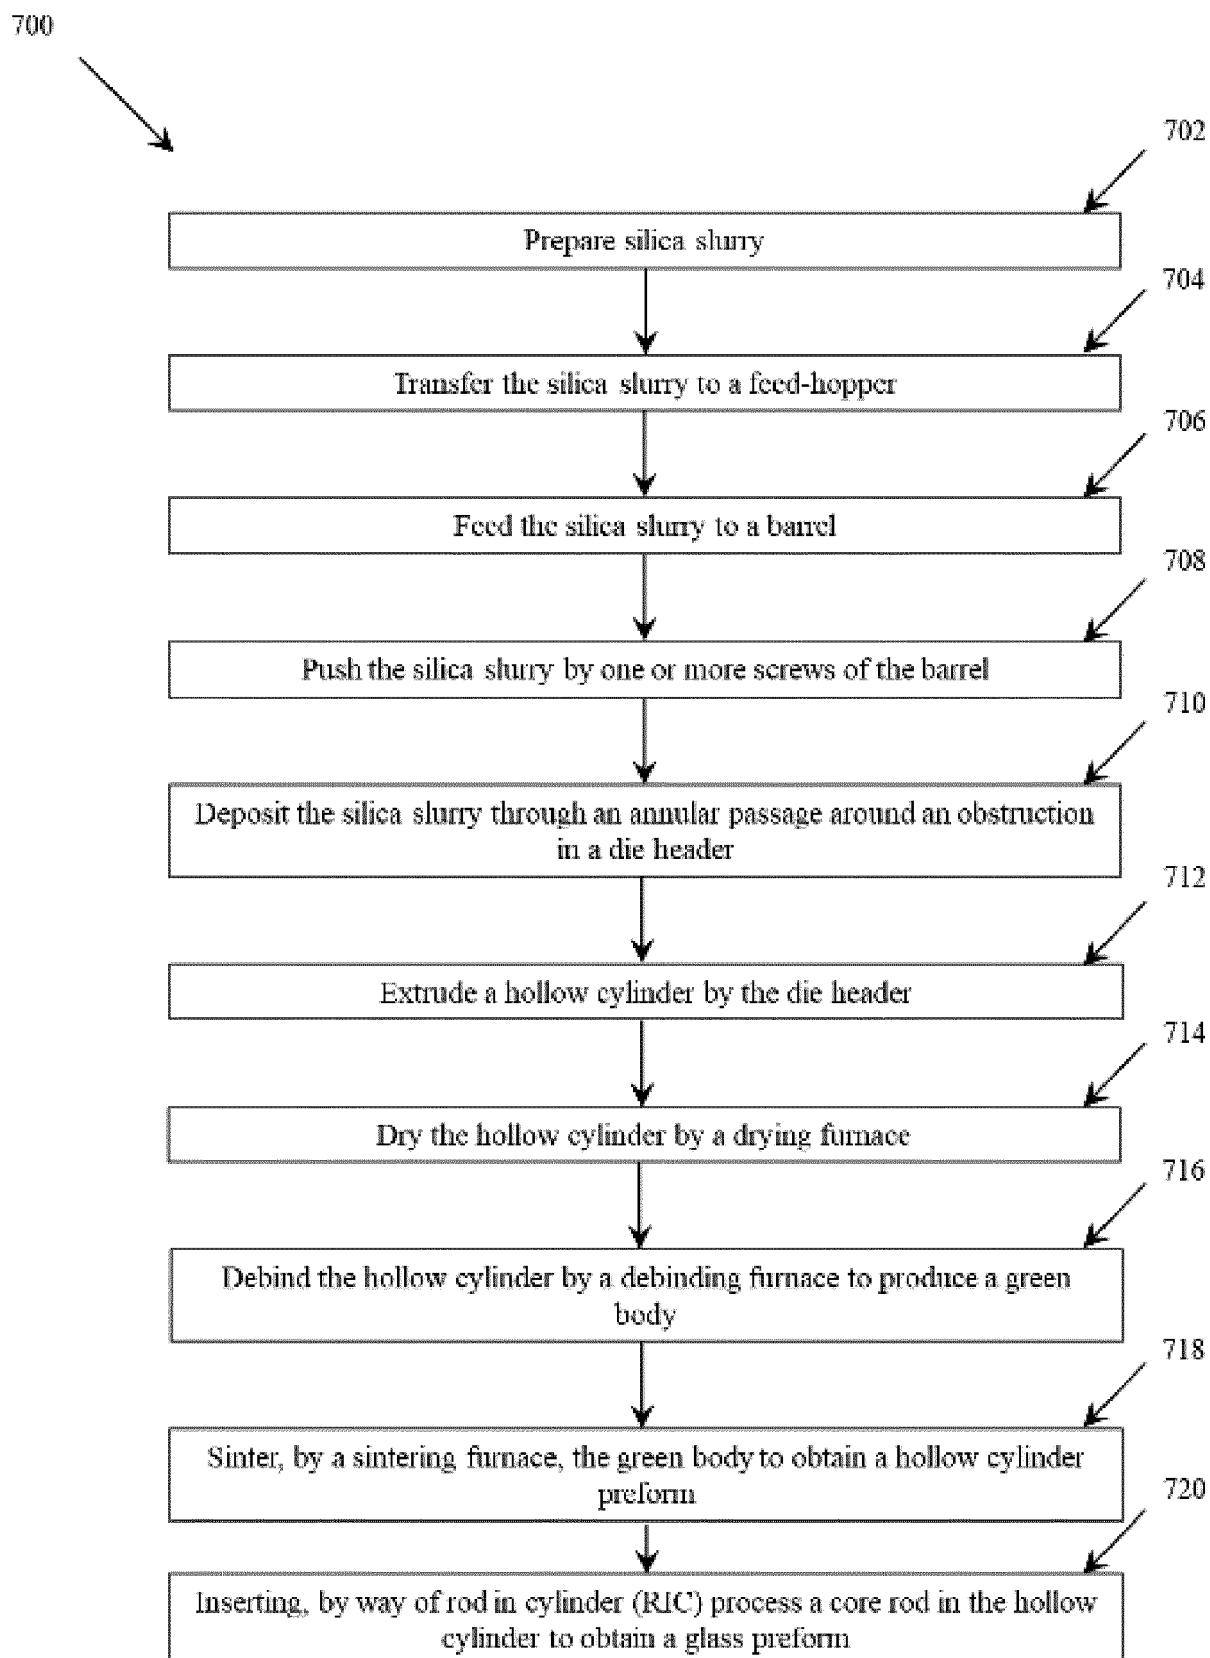 700
702
Prepare silica slurry
704
Transfer the silica slurry to a feed-hopper
706
Feed the silica slurry to a barrel
708
Push the silica slurry by one or more screws of the barrel
710
Deposit the silica slurry through an annular passage around an obstruction
in a die header
712
Extrude a hollow cylinder by the die header
714
Dry the hollow cylinder by a drying furnace
716
Debind the hollow cylinder by a debinding furnace to produce a green
body
718
Sinter, by a sintering furnace, the green body to obtain a hollow cylinder
preform
720
Inserting, by way of rod in cylinder (RIC) process a core rod in the hollow
cylinder to obtain a glass preform